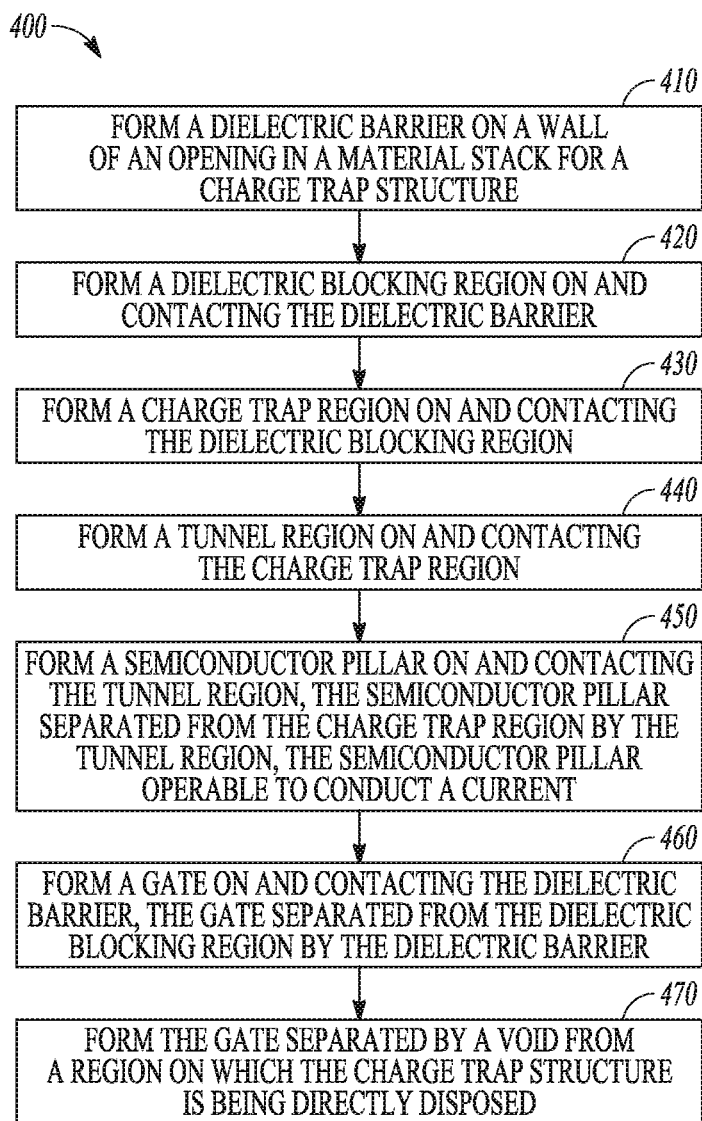 400
410
FORM A DIELECTRIC BARRIER ON A WALL
OF AN OPENING IN A MATERIAL STACK FOR A
CHARGE TRAP STRUCTURE
420
FORM A DIELECTRIC BLOCKING REGION ON AND
CONTACTING THE DIELECTRIC BARRIER
430
FORM A CHARGE TRAP REGION ON AND CONTACTING
THE DIELECTRIC BLOCKING REGION
440
FORM A TUNNEL REGION ON AND CONTACTING
THE CHARGE TRAP REGION
450
FORM A SEMICONDUCTOR PILLAR ON AND CONTACTING
THE TUNNEL REGION, THE SEMICONDUCTOR PILLAR
SEPARATED FROM THE CHARGE TRAP REGION BY THE
TUNNEL REGION, THE SEMICONDUCTOR PILLAR
OPERABLE TO CONDUCT A CURRENT
460
FORM A GATE ON AND CONTACTING THE DIELECTRIC
BARRIER, THE GATE SEPARATED FROM THE DIELECTRIC
BLOCKING REGION BY THE DIELECTRIC BARRIER
470
FORM THE GATE SEPARATED BY A VOID FROM
A REGION ON WHICH THE CHARGE TRAP STRUCTURE
IS BEING DIRECTLY DISPOSED